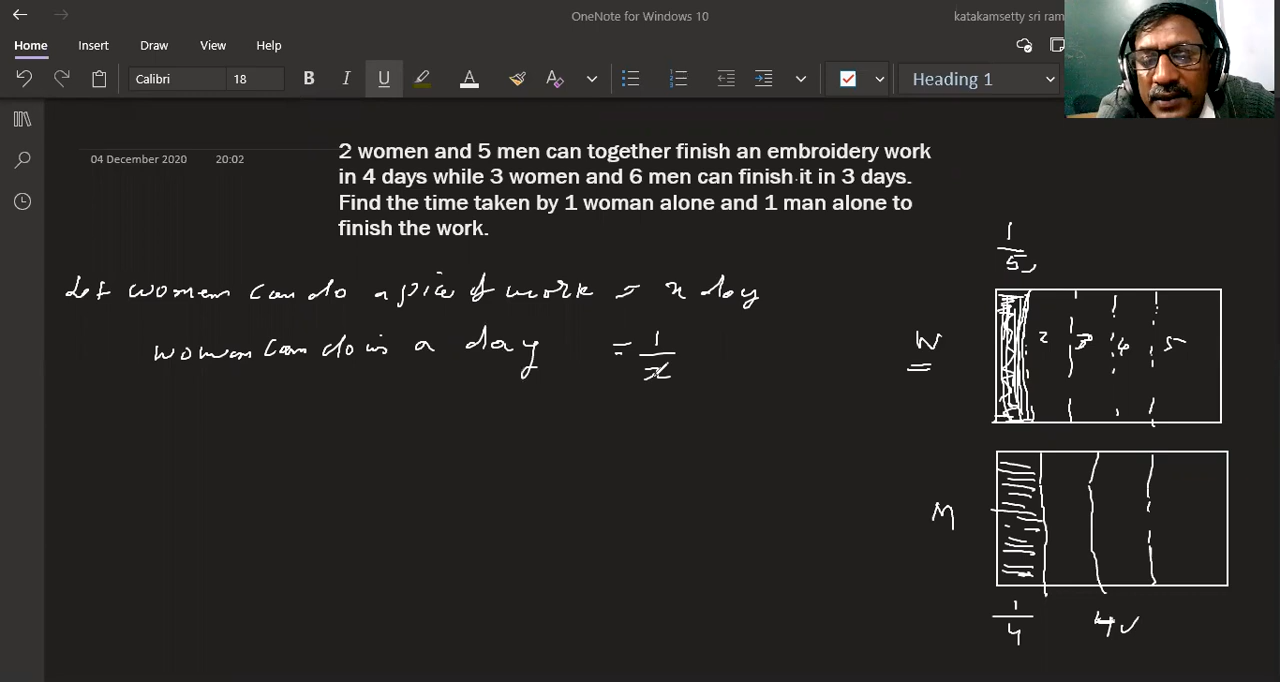 OneNote for Windows 10
katakamsetty sri ram
Home Insert Draw View Help
Calibri 18 B I U A A Heading 1
04 December 2020 20:02
2 women and 5 men can together finish an embroidery work
in 4 days while 3 women and 6 men can finish it in 3 days.
Find the time taken by 1 woman alone and 1 man alone to
finish the work.
Let women can do a pice of work = x day
woman can do in a day = 1/x
1/5
W
2 3 4 5
M
1/4
4